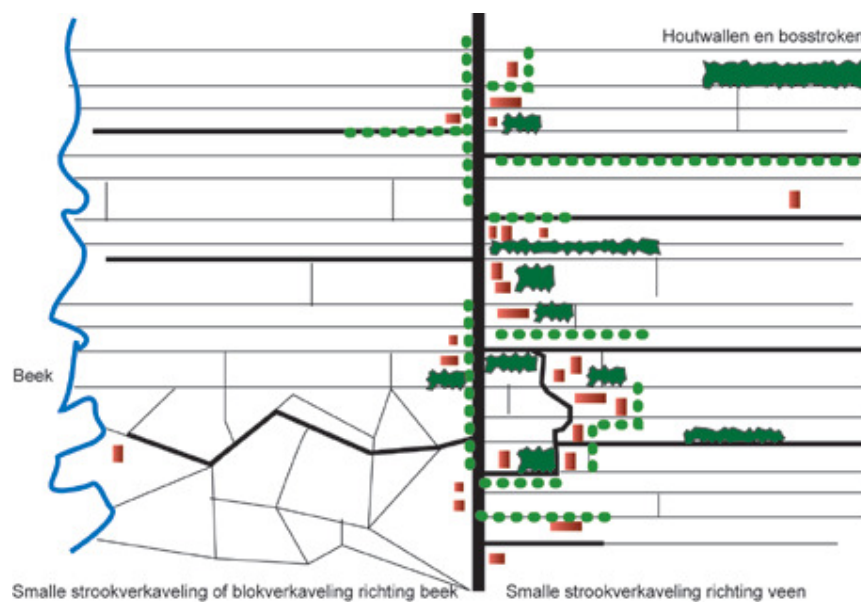 Houtwallen en bosstroken
Beek
Smalle strookverkaveling of blokverkaveling richting beek
Smalle strookverkaveling richting veen